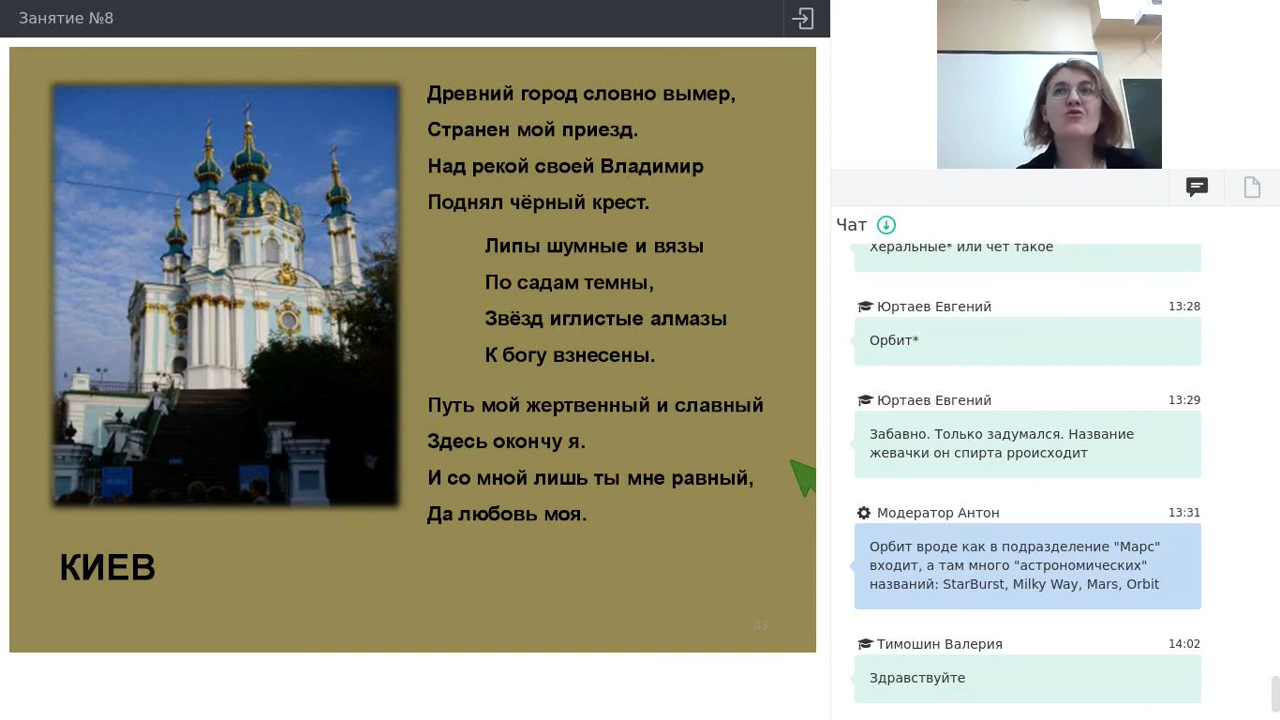 Занятие №8
Древний город словно вымер,
Странен мой приезд.
Над рекой своей Владимир
Поднял чёрный крест.
Липы шумные и вязы
По садам темны,
Звёзд иглистые алмазы
К богу взнесены.
Путь мой жертвенный и славный
Здесь окончу я.
И со мной лишь ты мне равный,
Да любовь моя.
КИЕВ
43
Чат
Херальные* или чет такое
Юртаев Евгений 13:28
Орбит*
Юртаев Евгений 13:29
Забавно. Только задумался. Название
жевачки он спирта рроисходит
Модератор Антон 13:31
Орбит вроде как в подразделение "Марс"
входит, а там много "астрономических"
названий: StarBurst, Milky Way, Mars, Orbit
Тимошин Валерия 14:02
Здравствуйте